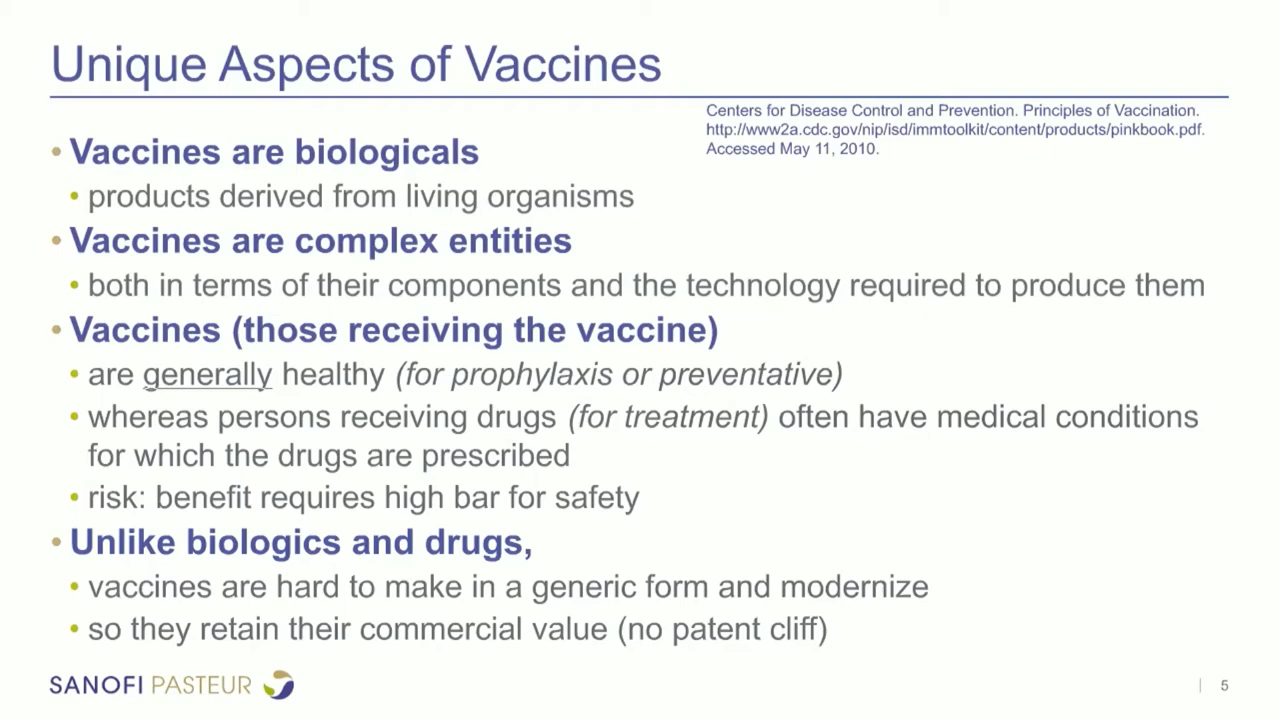 Unique Aspects of Vaccines
Centers for Disease Control and Prevention. Principles of Vaccination.
http://www2a.cdc.gov/nip/isd/immtoolkit/content/products/pinkbook.pdf.
Accessed May 11, 2010.
• Vaccines are biologicals
• products derived from living organisms
• Vaccines are complex entities
• both in terms of their components and the technology required to produce them
• Vaccines (those receiving the vaccine)
• are generally healthy (for prophylaxis or preventative)
• whereas persons receiving drugs (for treatment) often have medical conditions
for which the drugs are prescribed
• risk: benefit requires high bar for safety
• Unlike biologics and drugs,
• vaccines are hard to make in a generic form and modernize
• so they retain their commercial value (no patent cliff)
SANOFI PASTEUR
| 5